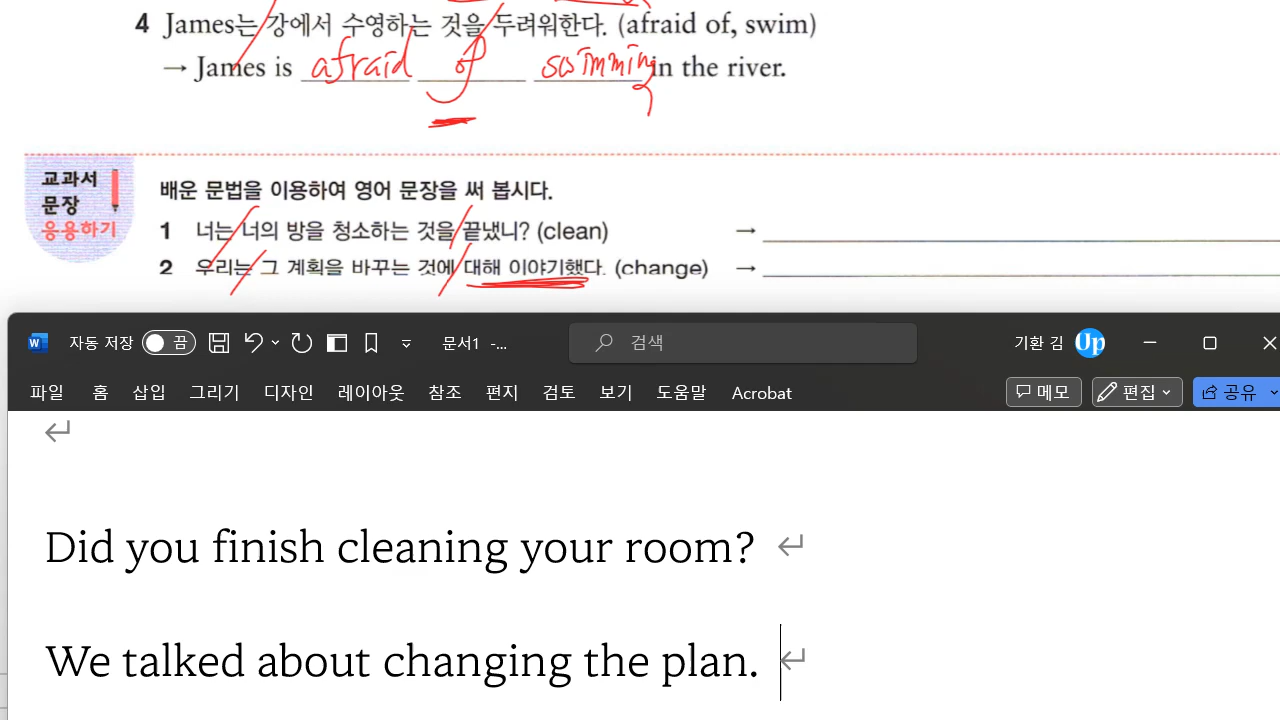 4 James는 강에서 수영하는 것을 두려워한다. (afraid of, swim)
→ James is afraid of swimming in the river.
교과서
문장
응용하기
배운 문법을 이용하여 영어 문장을 써 봅시다.
1 너는 너의 방을 청소하는 것을 끝냈니? (clean) →
2 우리는 그 계획을 바꾸는 것에 대해 이야기했다. (change) →
자동 저장 끔 문서1 -... 검색 기환 김 Up
파일 홈 삽입 그리기 디자인 레이아웃 참조 편지 검토 보기 도움말 Acrobat 메모 편집 공유
Did you finish cleaning your room?
We talked about changing the plan.